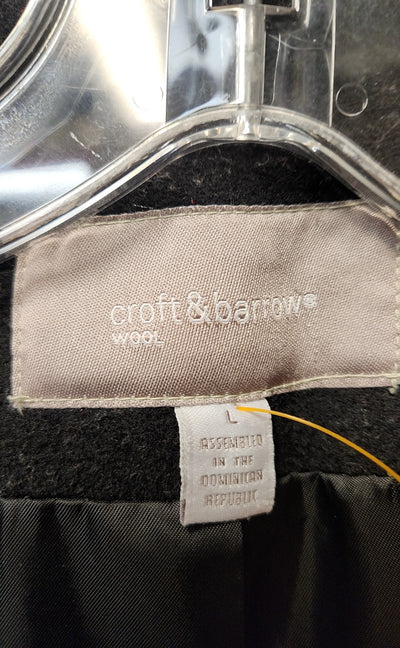 croft&barrow®
WOOL
L
ASSEMBLED
IN THE
DOMINICAN
REPUBLIC